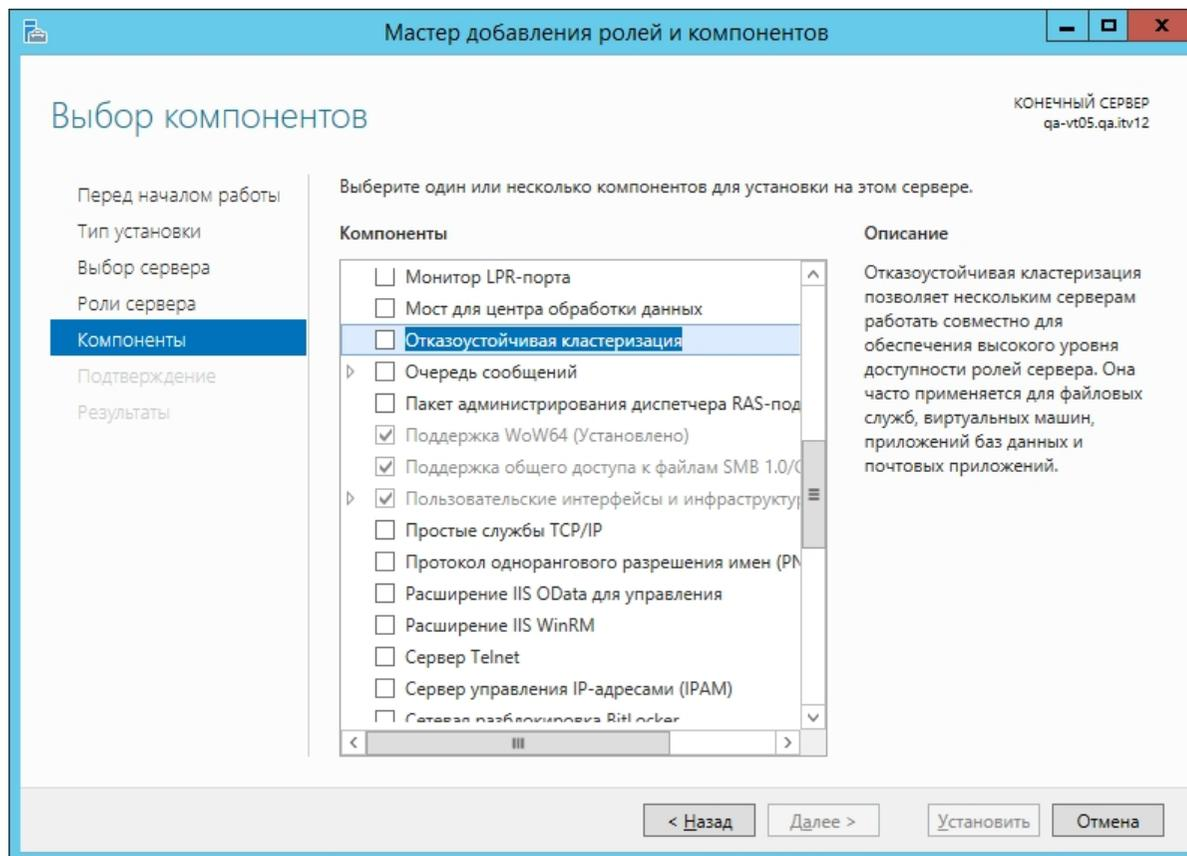 Мастер добавления ролей и компонентов
Выбор компонентов
КОНЕЧНЫЙ СЕРВЕР
qa-vt05.qa.itv12
Перед началом работы
Тип установки
Выбор сервера
Роли сервера
Компоненты
Подтверждение
Результаты
Выберите один или несколько компонентов для установки на этом сервере.
Компоненты
Монитор LPR-порта
Мост для центра обработки данных
Отказоустойчивая кластеризация
Очередь сообщений
Пакет администрирования диспетчера RAS-под
Поддержка WoW64 (Установлено)
Поддержка общего доступа к файлам SMB 1.0/C
Пользовательские интерфейсы и инфраструктур
Простые службы TCP/IP
Протокол однорангового разрешения имен (PN
Расширение IIS OData для управления
Расширение IIS WinRM
Сервер Telnet
Сервер управления IP-адресами (IPAM)
Сетевая разблокировка BitLocker
Описание
Отказоустойчивая кластеризация
позволяет нескольким серверам
работать совместно для
обеспечения высокого уровня
доступности ролей сервера. Она
часто применяется для файловых
служб, виртуальных машин,
приложений баз данных и
почтовых приложений.
< Назад
Далее >
Установить
Отмена